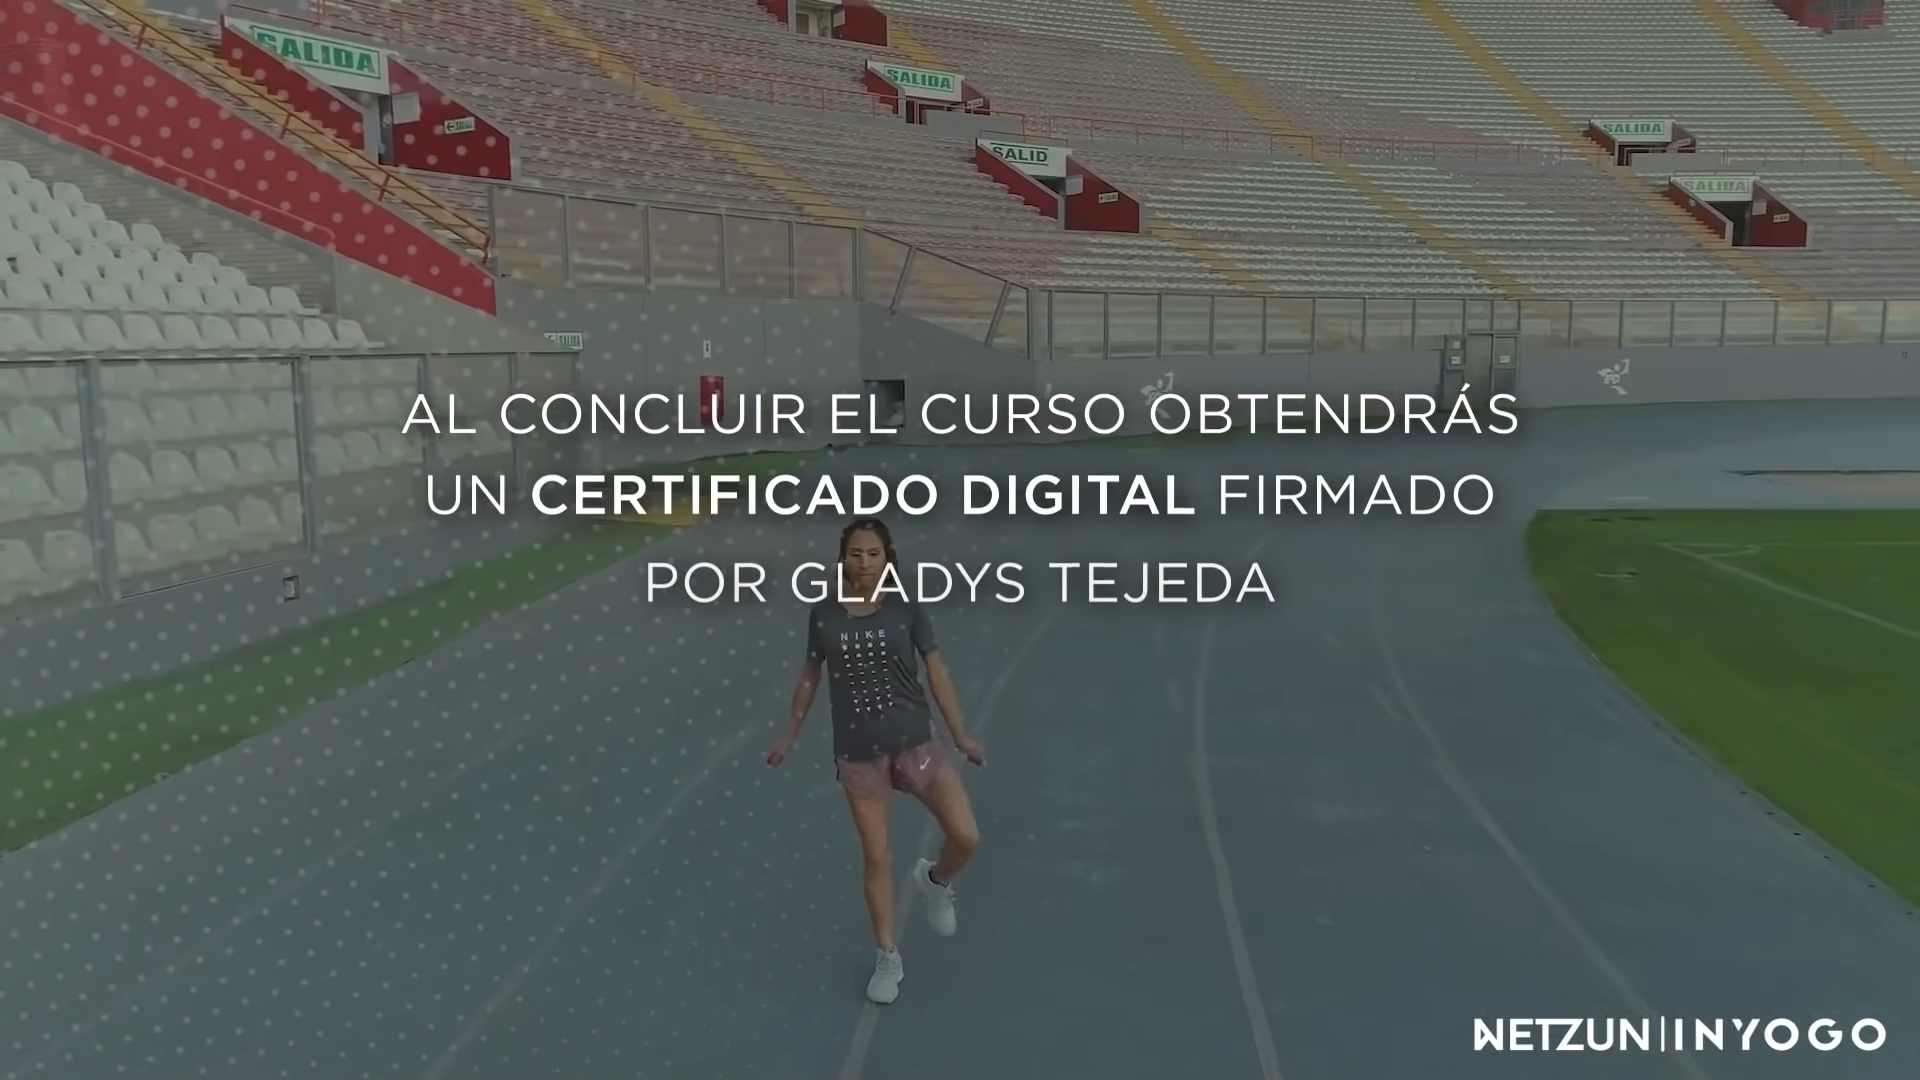 SALIDA
SALIDA
SALID
SALIDA
SALIDA
SALIDA
AL CONCLUIR EL CURSO OBTENDRÁS
UN CERTIFICADO DIGITAL FIRMADO
POR GLADYS TEJEDA
NIKE
NETZUN|INYOGO